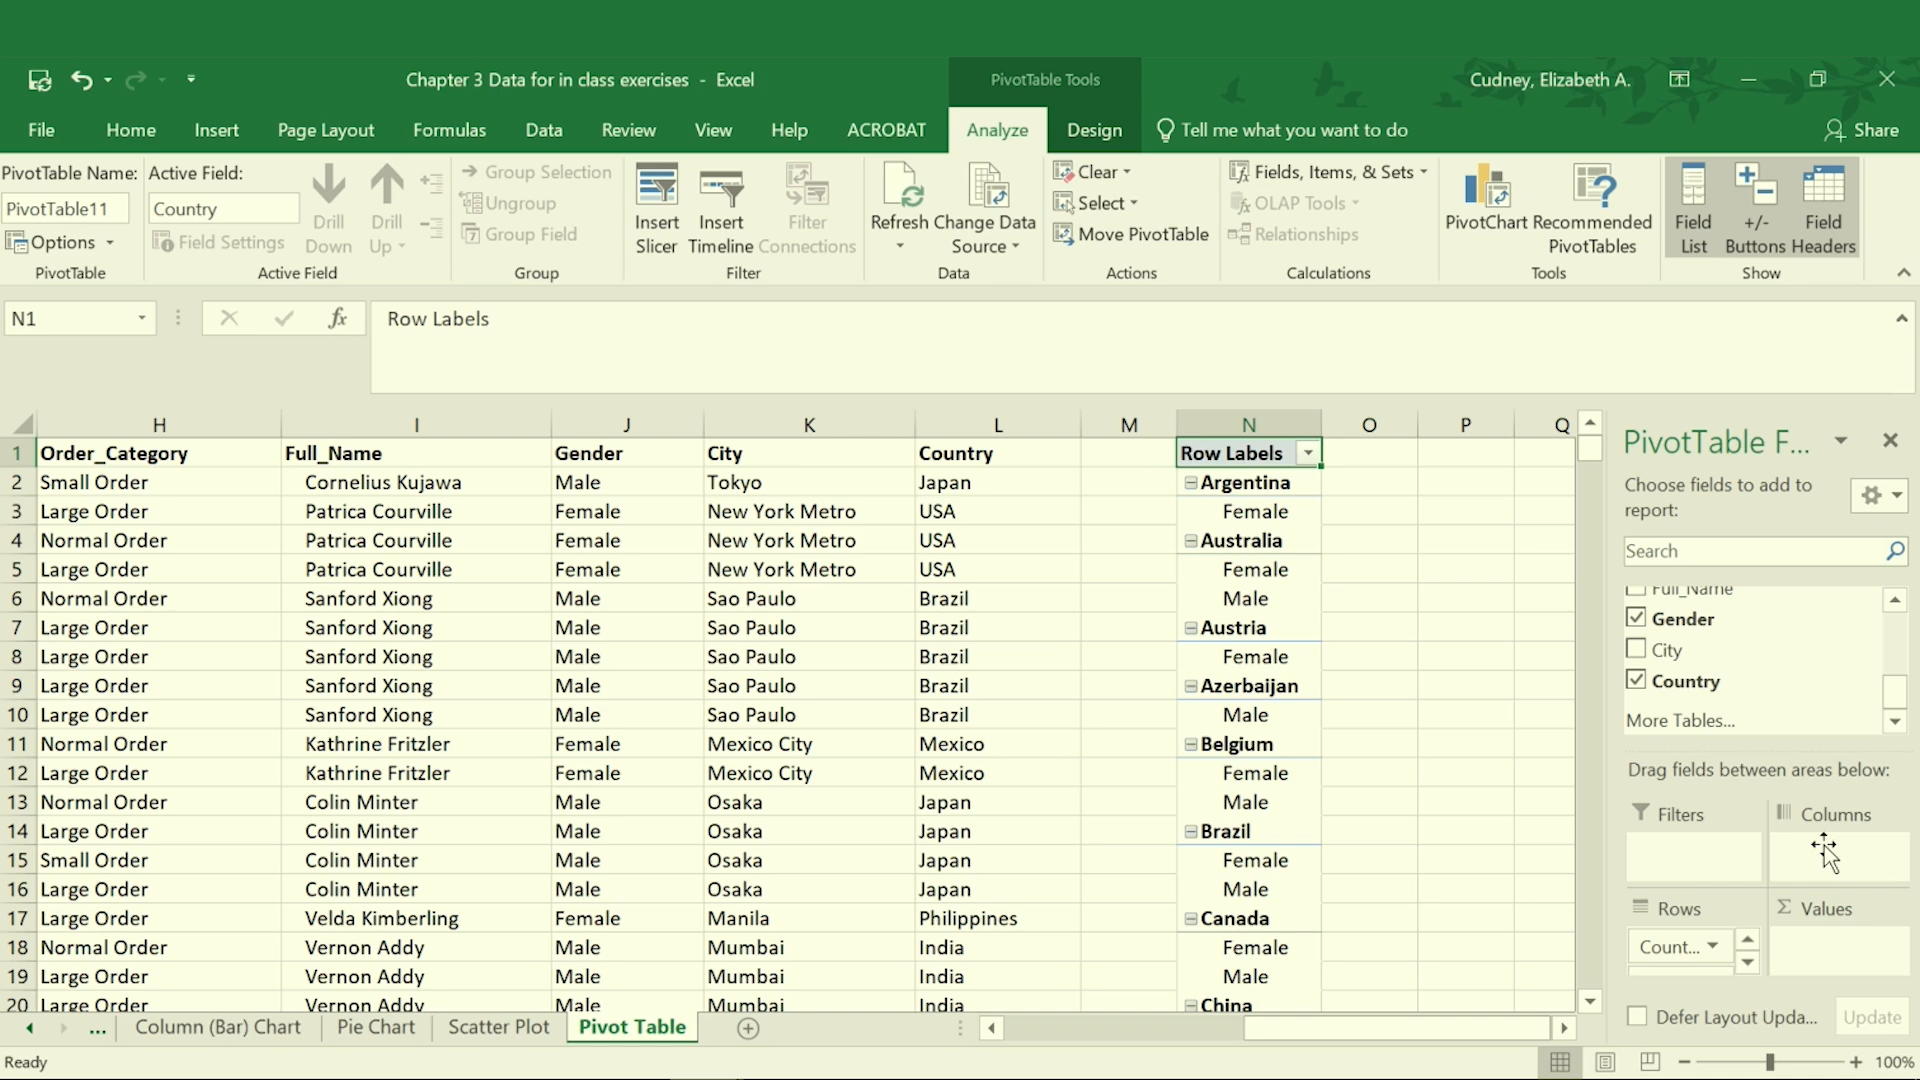 Chapter 3 Data for in class exercises - Excel
PivotTable Tools
Cudney, Elizabeth A.
File Home Insert Page Layout Formulas Data Review View Help ACROBAT Analyze Design Tell me what you want to do Share
PivotTable Name:
PivotTable11
Options
PivotTable
Active Field:
Country
Field Settings
Drill Down
Drill Up
Active Field
Group Selection
Ungroup
Group Field
Group
Insert Slicer
Insert Timeline
Filter Connections
Filter
Refresh
Change Data Source
Data
Clear
Select
Move PivotTable
Actions
Fields, Items, & Sets
OLAP Tools
Relationships
Calculations
PivotChart
Recommended PivotTables
Tools
Field List
+/- Buttons
Field Headers
Show
N1
fx
Row Labels
H I J K L M N O P Q
1 Order_Category Full_Name Gender City Country Row Labels
2 Small Order Cornelius Kujawa Male Tokyo Japan Argentina
3 Large Order Patrica Courville Female New York Metro USA Female
4 Normal Order Patrica Courville Female New York Metro USA Australia
5 Large Order Patrica Courville Female New York Metro USA Female
6 Normal Order Sanford Xiong Male Sao Paulo Brazil Male
7 Large Order Sanford Xiong Male Sao Paulo Brazil Austria
8 Large Order Sanford Xiong Male Sao Paulo Brazil Female
9 Large Order Sanford Xiong Male Sao Paulo Brazil Azerbaijan
10 Large Order Sanford Xiong Male Sao Paulo Brazil Male
11 Normal Order Kathrine Fritzler Female Mexico City Mexico Belgium
12 Large Order Kathrine Fritzler Female Mexico City Mexico Female
13 Normal Order Colin Minter Male Osaka Japan Male
14 Large Order Colin Minter Male Osaka Japan Brazil
15 Small Order Colin Minter Male Osaka Japan Female
16 Large Order Colin Minter Male Osaka Japan Male
17 Large Order Velda Kimberling Female Manila Philippines Canada
18 Normal Order Vernon Addy Male Mumbai India Female
19 Large Order Vernon Addy Male Mumbai India Male
20 Large Order Vernon Addy Male Mumbai India China
PivotTable F...
Choose fields to add to
report:
Search
Full_Name
Gender
City
Country
More Tables...
Drag fields between areas below:
Filters
Columns
Rows
Σ Values
Count...
Defer Layout Upda...
Update
... Column (Bar) Chart Pie Chart Scatter Plot Pivot Table
Ready
100%